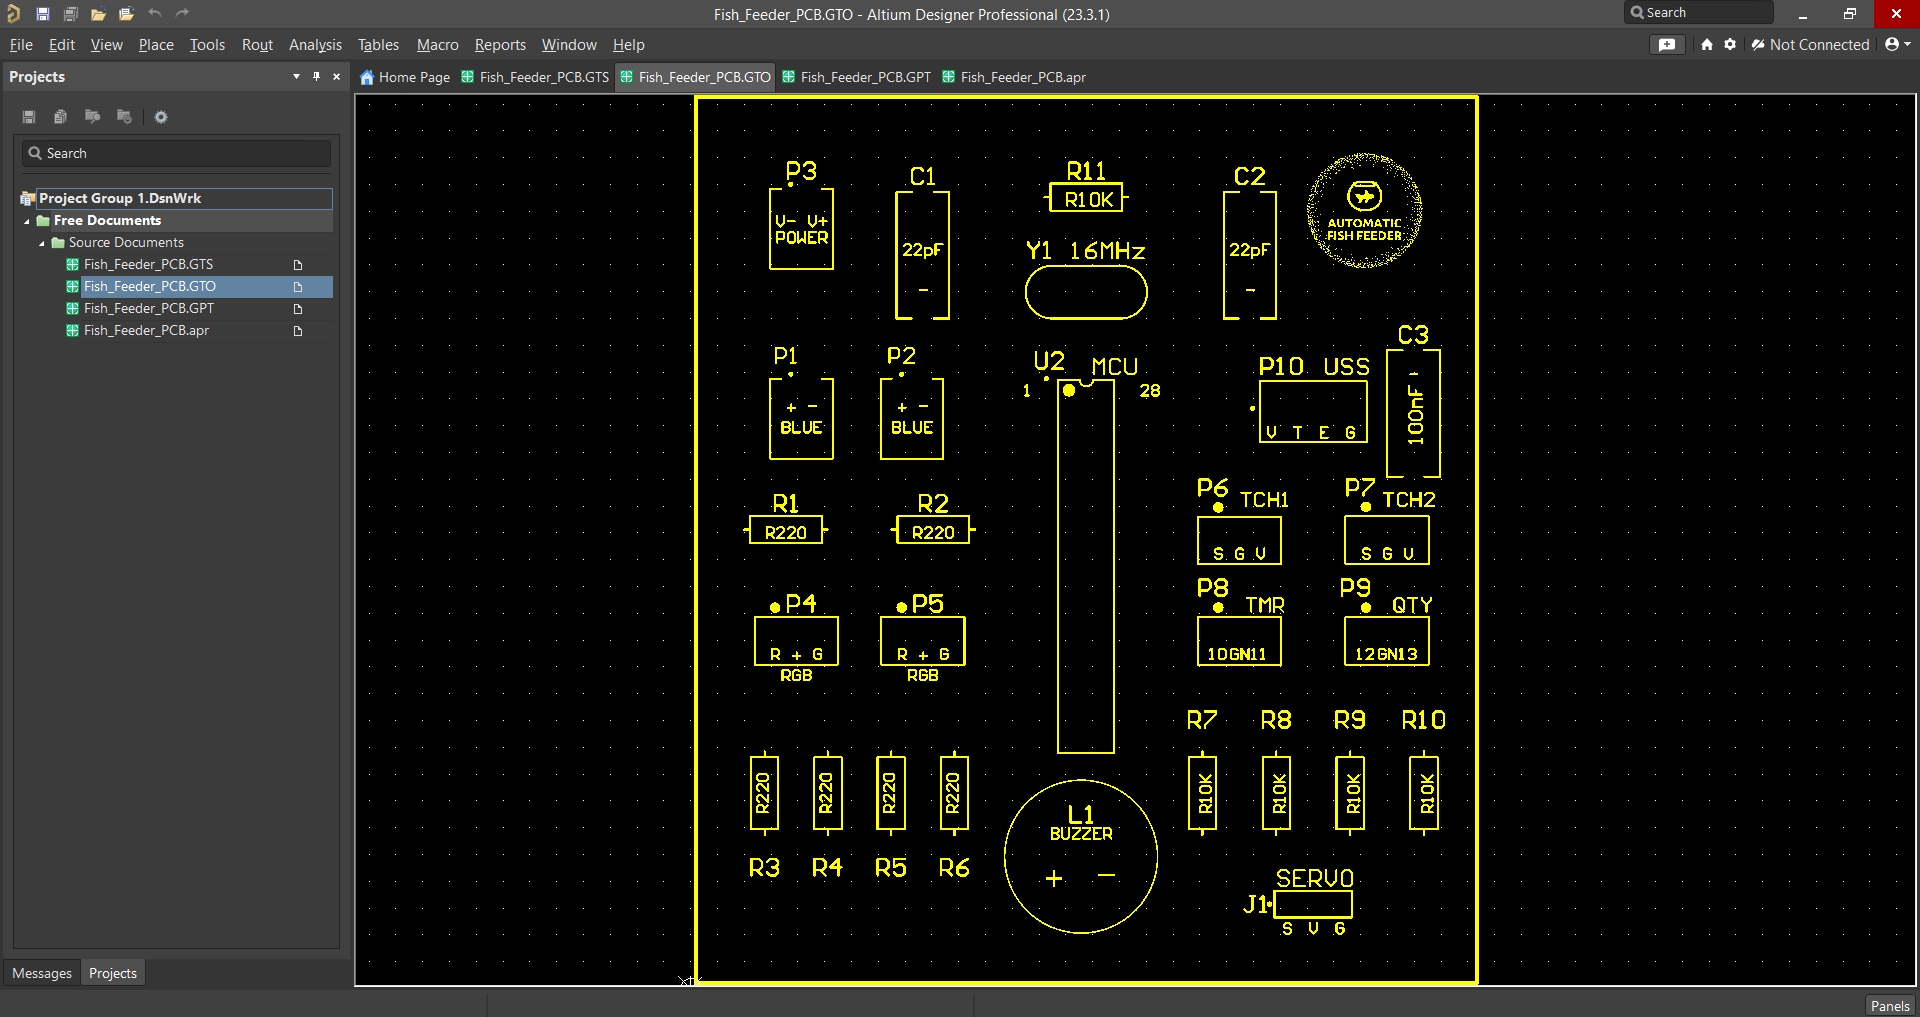 Fish_Feeder_PCB.GTO - Altium Designer Professional (23.3.1)
Search
File Edit View Place Tools Rout Analysis Tables Macro Reports Window Help
Not Connected
Projects
Home Page Fish_Feeder_PCB.GTS Fish_Feeder_PCB.GTO Fish_Feeder_PCB.GPT Fish_Feeder_PCB.apr
Search
Project Group 1.DsnWrk
Free Documents
Source Documents
Fish_Feeder_PCB.GTS
Fish_Feeder_PCB.GTO
Fish_Feeder_PCB.GPT
Fish_Feeder_PCB.apr
Messages Projects
P3
V- V+
POWER
C1
22pF
-
R11
R10K
Y1 16MHz
C2
22pF
-
AUTOMATIC
FISH FEEDER
P1
+ -
BLUE
P2
+ -
BLUE
U2 MCU
1 28
P10 USS
V T E G
C3
100nF -
R1
R220
R2
R220
P6 TCH1
S G V
P7 TCH2
S G V
P4
R + G
RGB
P5
R + G
RGB
P8 TMR
10GN11
P9 QTY
12GN13
R7 R8 R9 R10
R220 R220 R220 R220
R10K R10K R10K R10K
R3 R4 R5 R6
L1
BUZZER
+ -
SERVO
J1
S V G
Panels